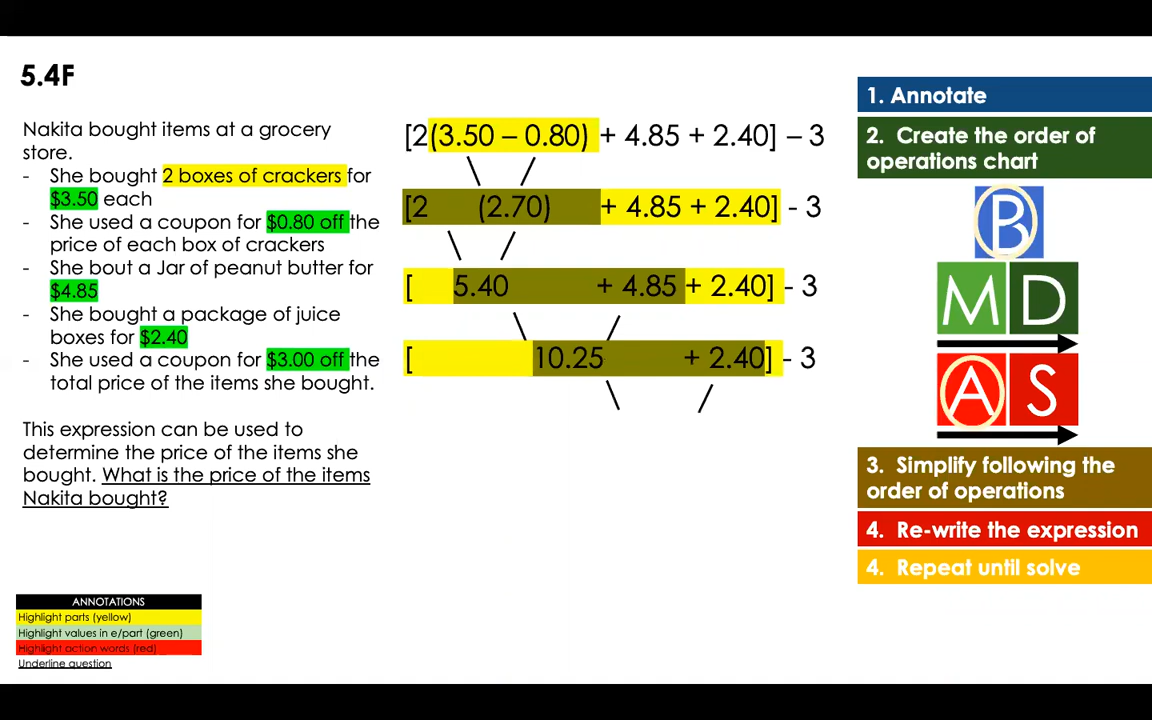 5.4F
Nakita bought items at a grocery
store.
- She bought 2 boxes of crackers for
$3.50 each
- She used a coupon for $0.80 off the
price of each box of crackers
- She bout a Jar of peanut butter for
$4.85
- She bought a package of juice
boxes for $2.40
- She used a coupon for $3.00 off the
total price of the items she bought.
This expression can be used to
determine the price of the items she
bought. What is the price of the items
Nakita bought?
ANNOTATIONS
Highlight parts (yellow)
Highlight values in e/part (green)
Highlight action words (red)
Underline question
[2(3.50 – 0.80) + 4.85 + 2.40] – 3
[2 (2.70) + 4.85 + 2.40] - 3
[ 5.40 + 4.85 + 2.40] - 3
[ 10.25 + 2.40] - 3
1. Annotate
2. Create the order of
operations chart
B
M D
A S
3. Simplify following the
order of operations
4. Re-write the expression
4. Repeat until solve